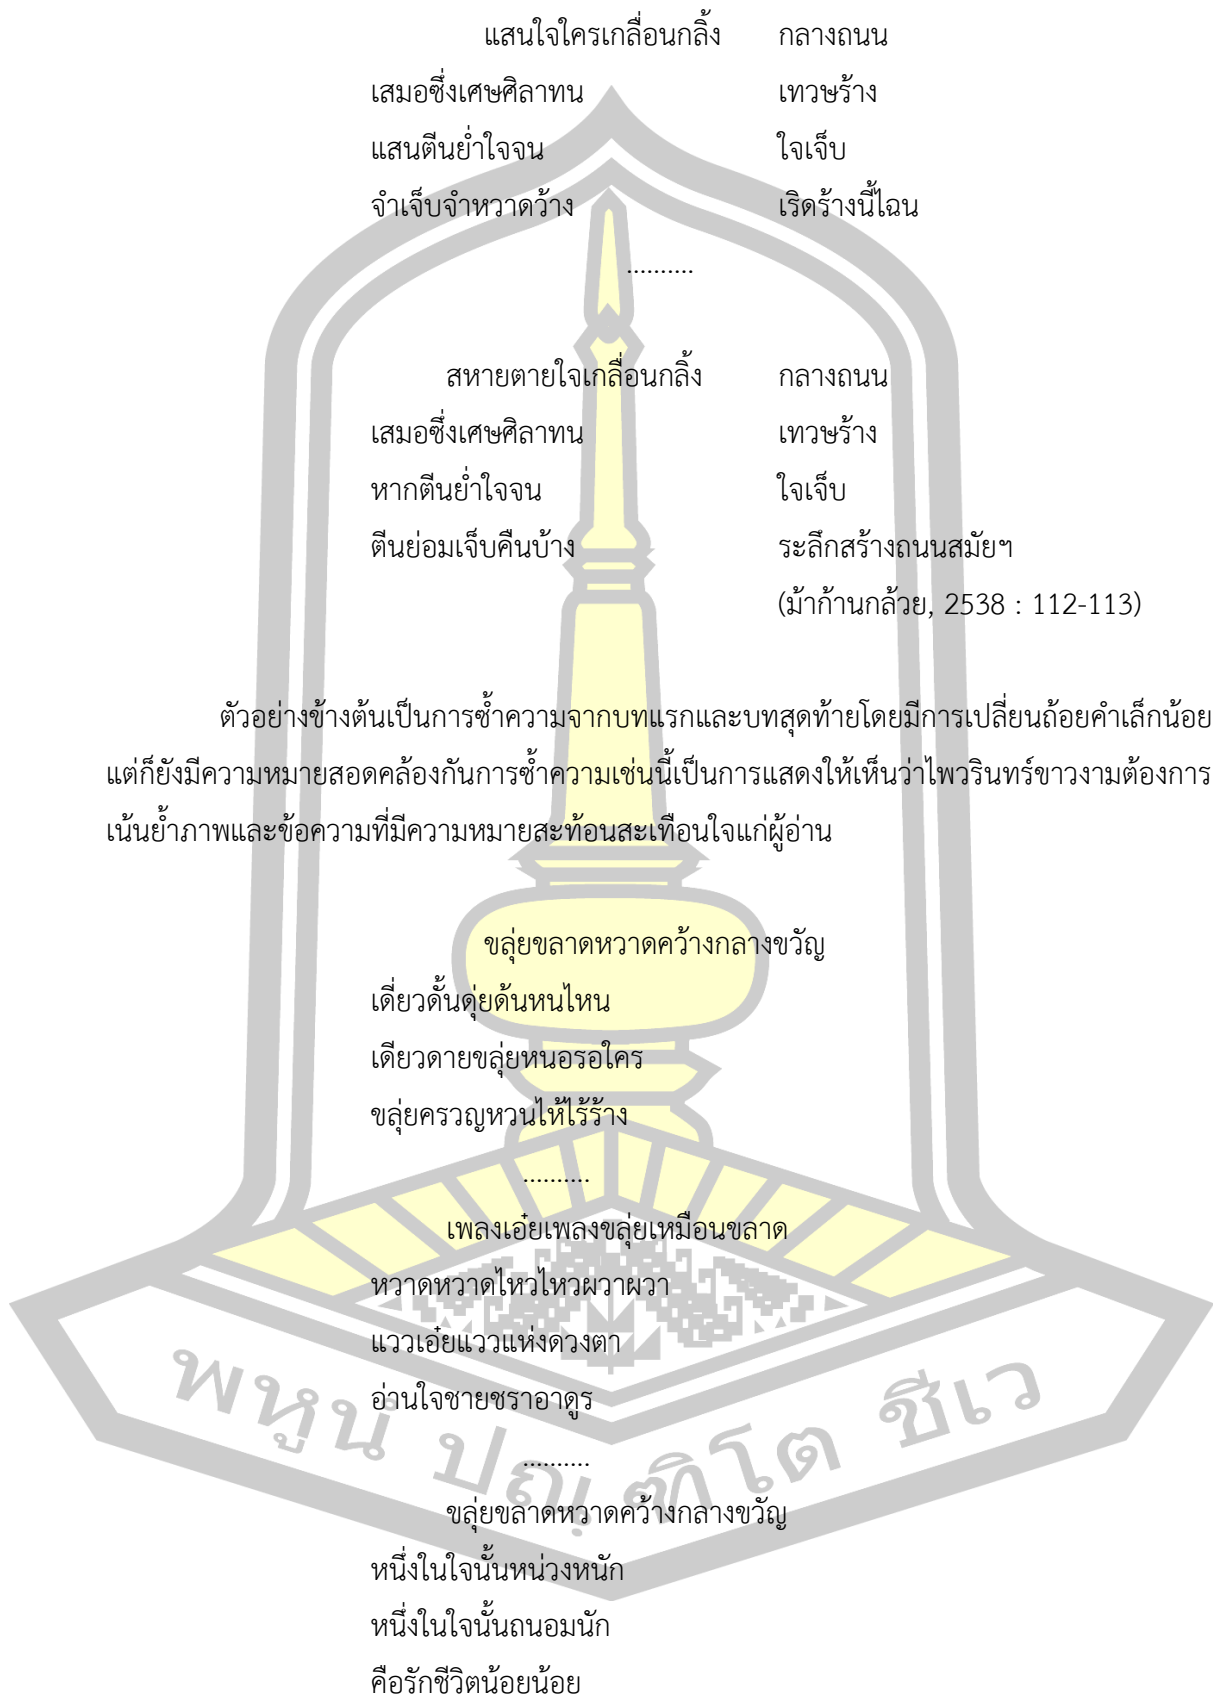 แสนใจใครเกลื่อนกลิ้ง กลางถนน
เสมอซึ่งเศษศิลาทน เทวษร้าง
แสนตีนย่ำใจจน ใจเจ็บ
จำเจ็บจำหวาดว้าง เริดร้างนี้ไฉน
..........
สหายตายใจเกลื่อนกลิ้ง กลางถนน
เสมอซึ่งเศษศิลาทน เทวษร้าง
หากตีนย่ำใจจน ใจเจ็บ
ตีนย่อมเจ็บคืนบ้าง ระลึกสร้างถนนสมัยฯ
(ม้าก้านกล้วย, 2538 : 112-113)
ตัวอย่างข้างต้นเป็นการซ้ำความจากบทแรกและบทสุดท้ายโดยมีการเปลี่ยนถ้อยคำเล็กน้อย
แต่ก็ยังมีความหมายสอดคล้องกันการซ้ำความเช่นนี้เป็นการแสดงให้เห็นว่าไพวรินทร์ขาวงามต้องการ
เน้นย้ำภาพและข้อความที่มีความหมายสะท้อนสะเทือนใจแก่ผู้อ่าน
ขลุ่ยขลาดหวาดคว้างกลางขวัญ
เดี่ยวดั้นดุ่ยด้นหนไหน
เดียวดายขลุ่ยหนอรอใคร
ขลุ่ยครวญหวนไห้ไร้ร้าง
..........
เพลงเอ๋ยเพลงขลุ่ยเหมือนขลาด
หวาดหวาดไหวไหวผวาผวา
แววเอ๋ยแววแห่งดวงตา
อ่านใจชายชราอาดูร
..........
ขลุ่ยขลาดหวาดคว้างกลางขวัญ
หนึ่งในใจนั้นหน่วงหนัก
หนึ่งในใจนั้นถนอมนัก
คือรักชีวิตน้อยน้อย
พหูนํ ปณฺฑิโต ชีเว